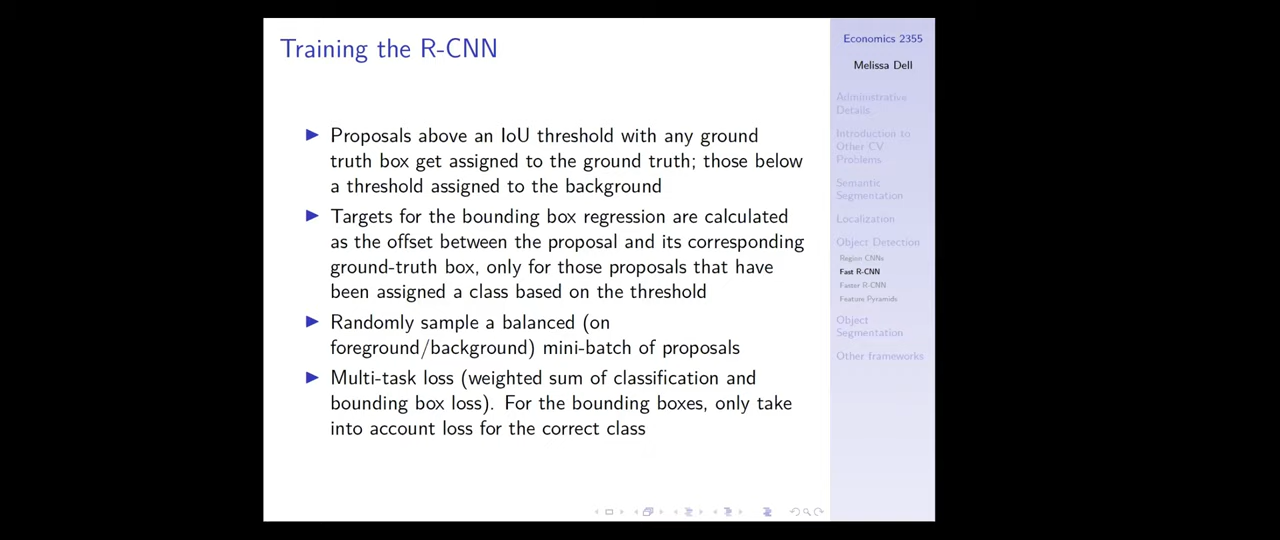 Training the R-CNN
Proposals above an IoU threshold with any ground
truth box get assigned to the ground truth; those below
a threshold assigned to the background
Targets for the bounding box regression are calculated
as the offset between the proposal and its corresponding
ground-truth box, only for those proposals that have
been assigned a class based on the threshold
Randomly sample a balanced (on
foreground/background) mini-batch of proposals
Multi-task loss (weighted sum of classification and
bounding box loss). For the bounding boxes, only take
into account loss for the correct class
Economics 2355
Melissa Dell
Administrative
Details
Introduction to
Other CV
Problems
Semantic
Segmentation
Localization
Object Detection
Region CNNs
Fast R-CNN
Faster R-CNN
Feature Pyramids
Object
Segmentation
Other frameworks